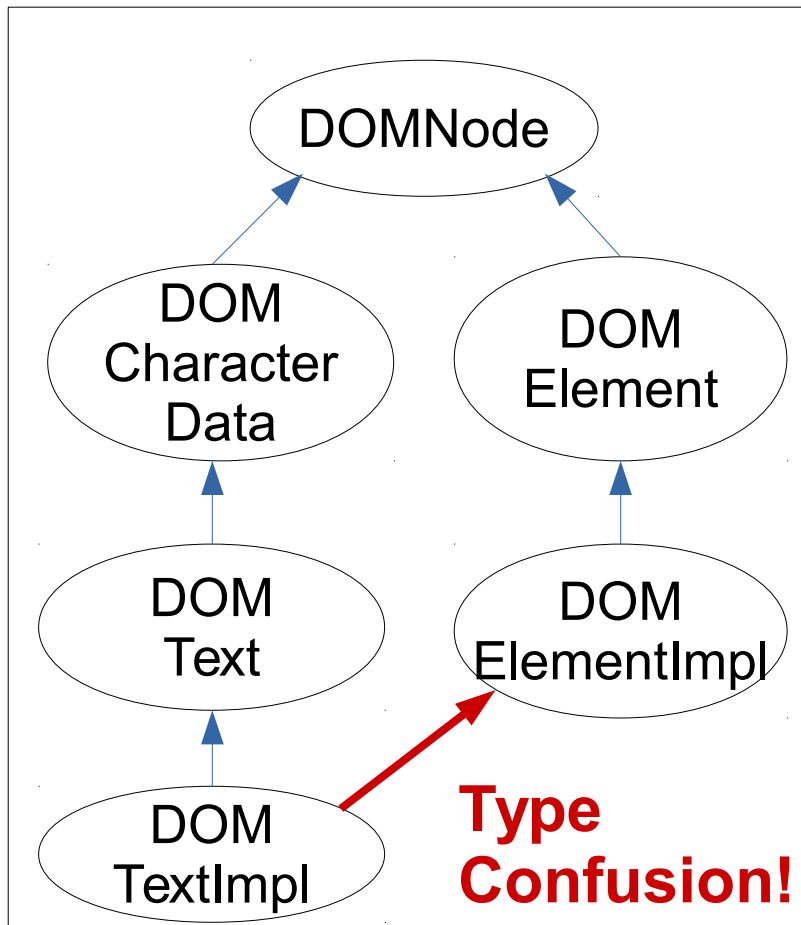 DOMNode
DOM
Character
Data
DOM
Element
DOM
Text
DOM
ElementImpl
DOM
TextImpl
Type
Confusion!